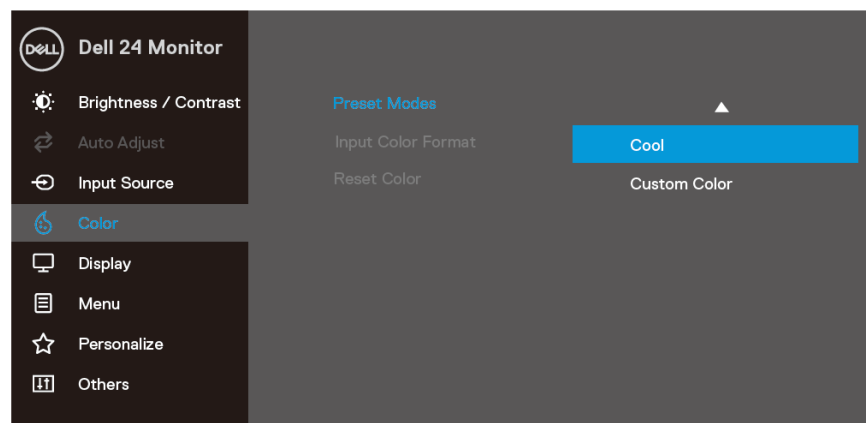 DELL
Dell 24 Monitor
Brightness / Contrast
Auto Adjust
Input Source
Color
Display
Menu
Personalize
Others
Preset Modes
Input Color Format
Reset Color
Cool
Custom Color